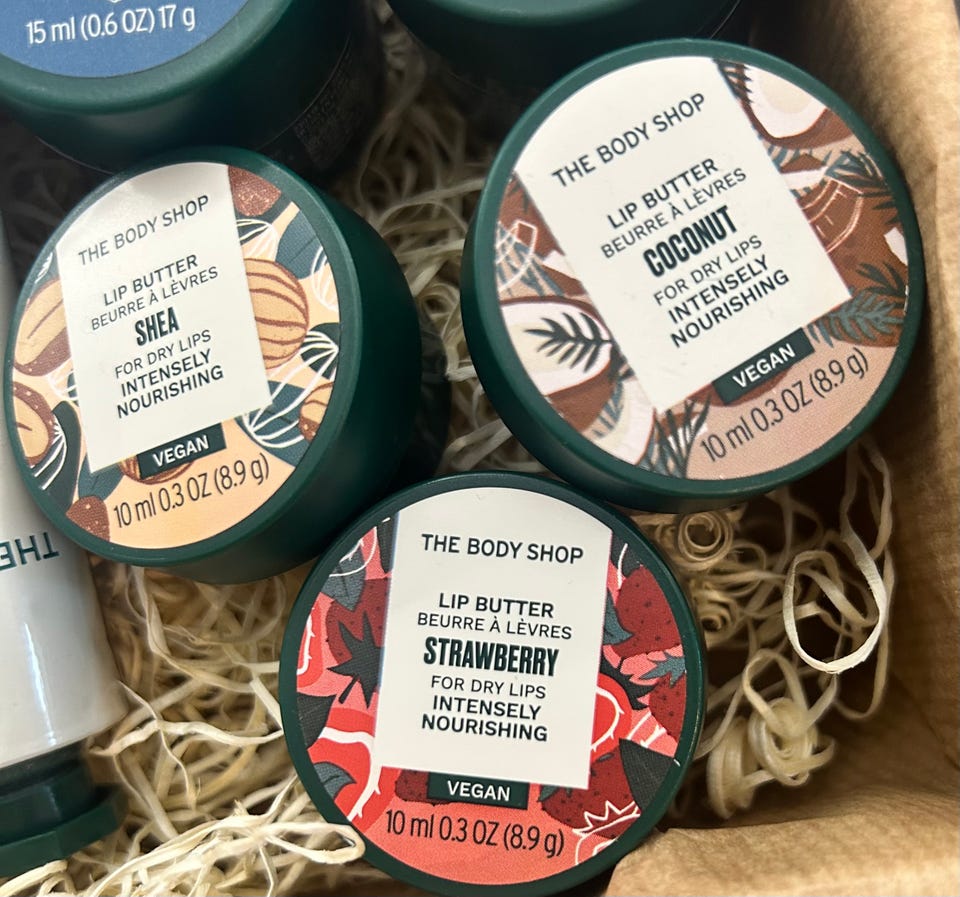 15 ml (0.6 OZ) 17 g
THE BODY SHOP
LIP BUTTER
BEURRE À LÈVRES
SHEA
FOR DRY LIPS
INTENSELY
NOURISHING
VEGAN
10 ml 0.3 OZ (8.9 g)
THE BODY SHOP
LIP BUTTER
BEURRE À LÈVRES
COCONUT
FOR DRY LIPS
INTENSELY
NOURISHING
VEGAN
10 ml 0.3 OZ (8.9 g)
THE
THE BODY SHOP
LIP BUTTER
BEURRE À LÈVRES
STRAWBERRY
FOR DRY LIPS
INTENSELY
NOURISHING
VEGAN
10 ml 0.3 OZ (8.9 g)